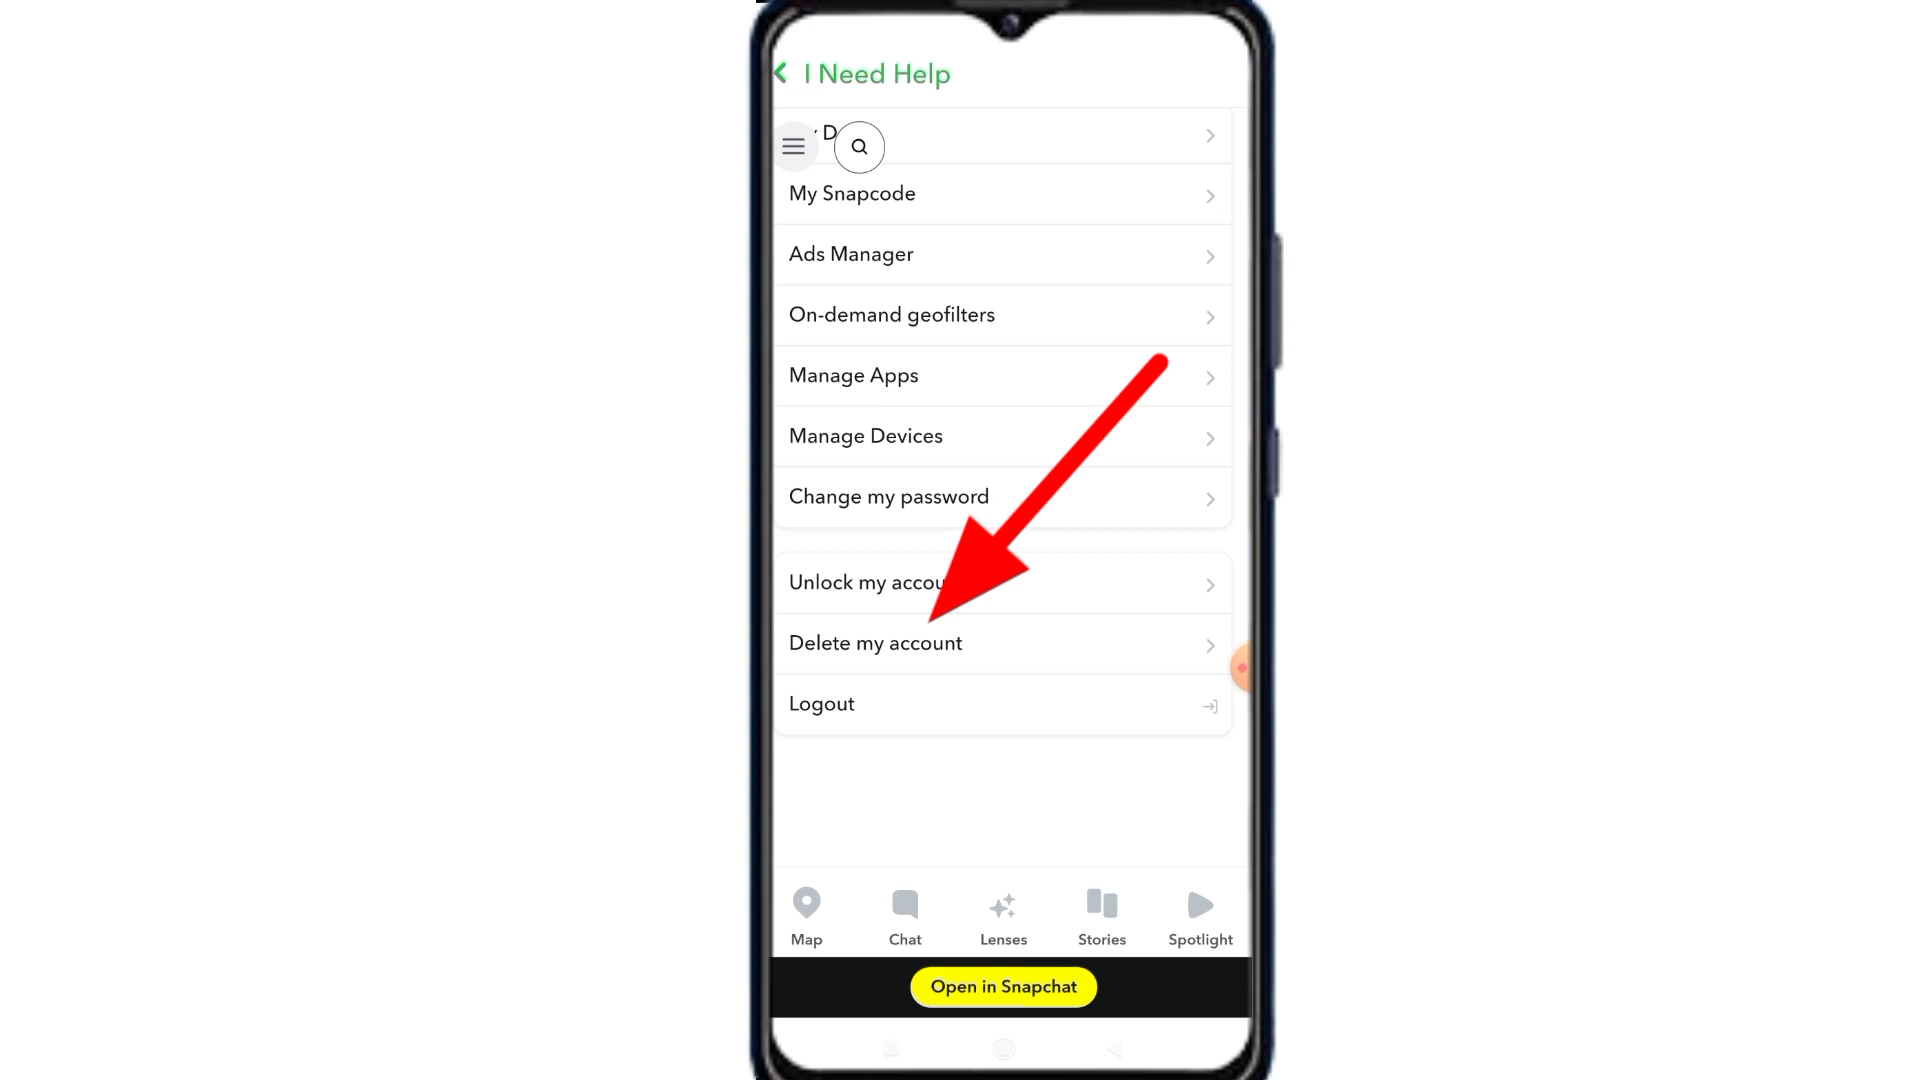 I Need Help
My Snapcode
Ads Manager
On-demand geofilters
Manage Apps
Manage Devices
Change my password
Unlock my accou
Delete my account
Logout
Map
Chat
Lenses
Stories
Spotlight
Open in Snapchat